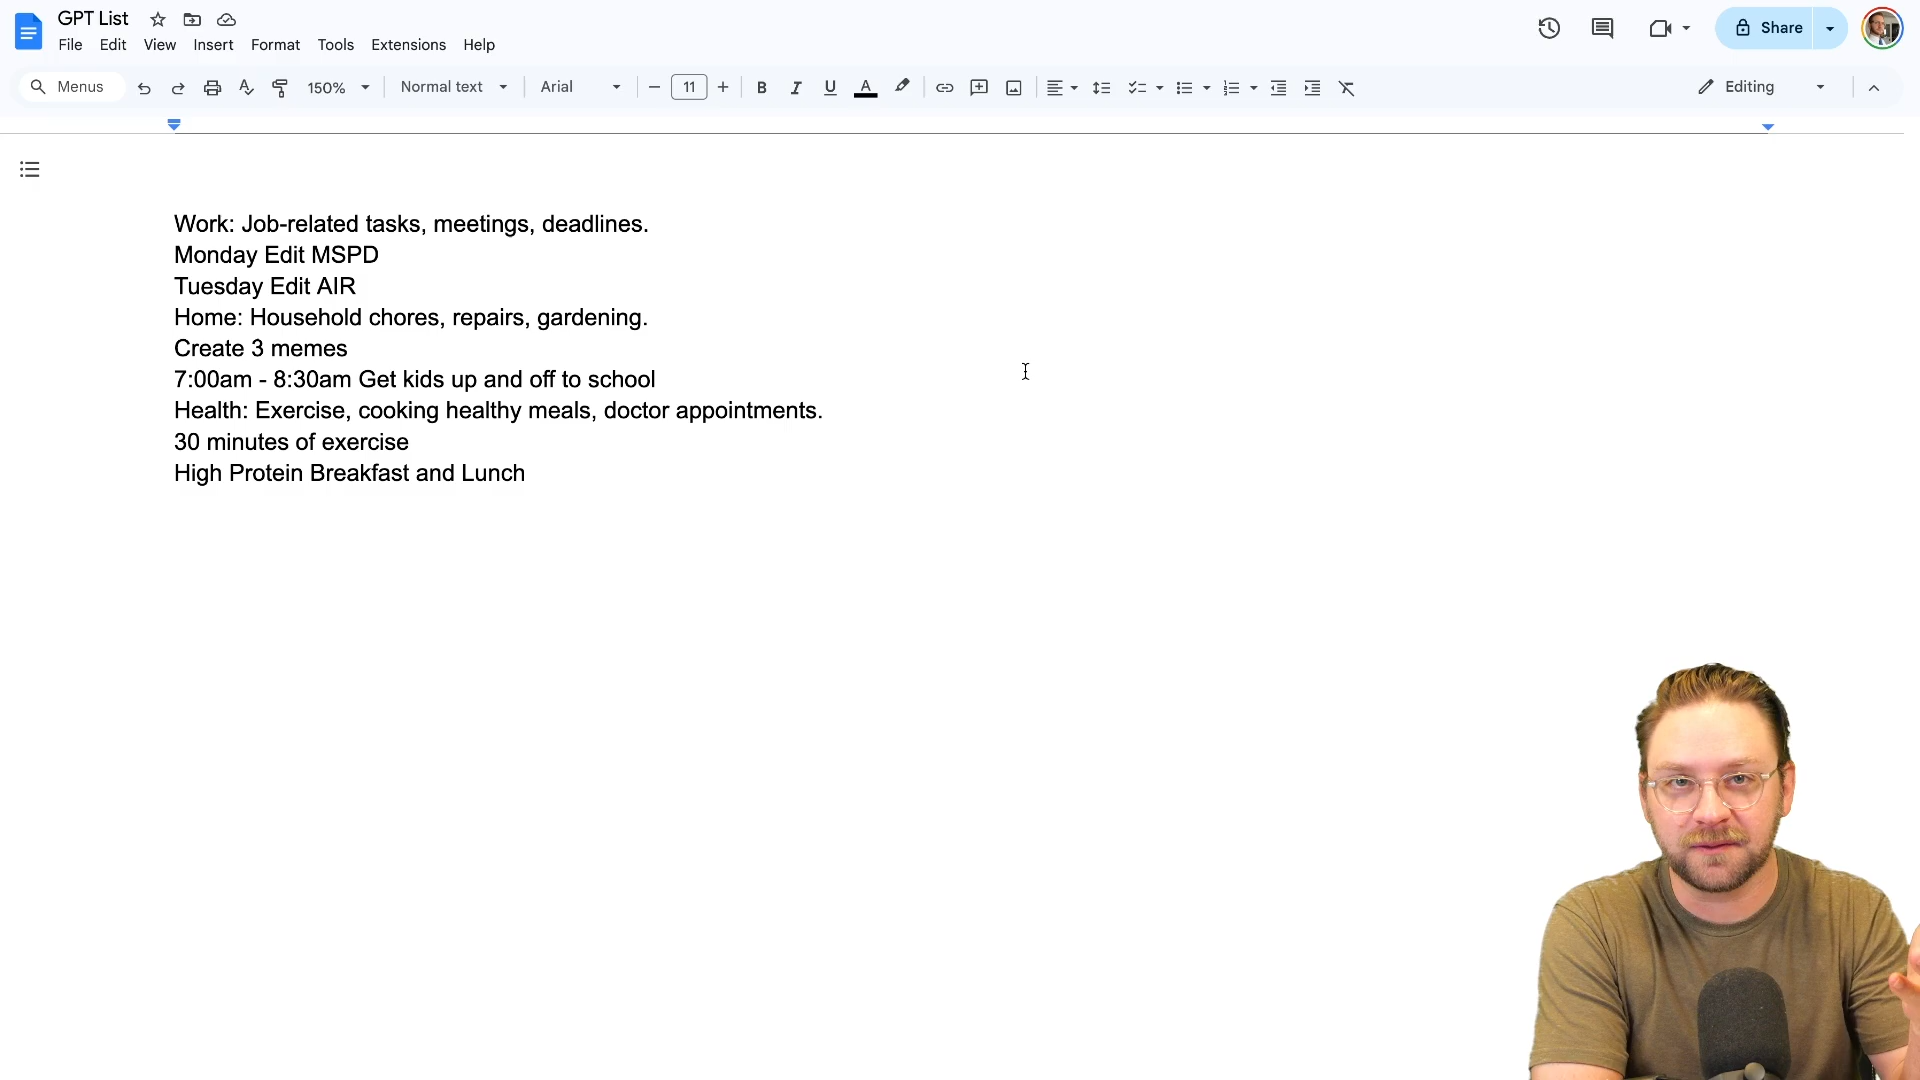 GPT List
File Edit View Insert Format Tools Extensions Help
Share
Menus 150% Normal text Arial 11 B I U A Editing
Work: Job-related tasks, meetings, deadlines.
Monday Edit MSPD
Tuesday Edit AIR
Home: Household chores, repairs, gardening.
Create 3 memes
7:00am - 8:30am Get kids up and off to school
Health: Exercise, cooking healthy meals, doctor appointments.
30 minutes of exercise
High Protein Breakfast and Lunch